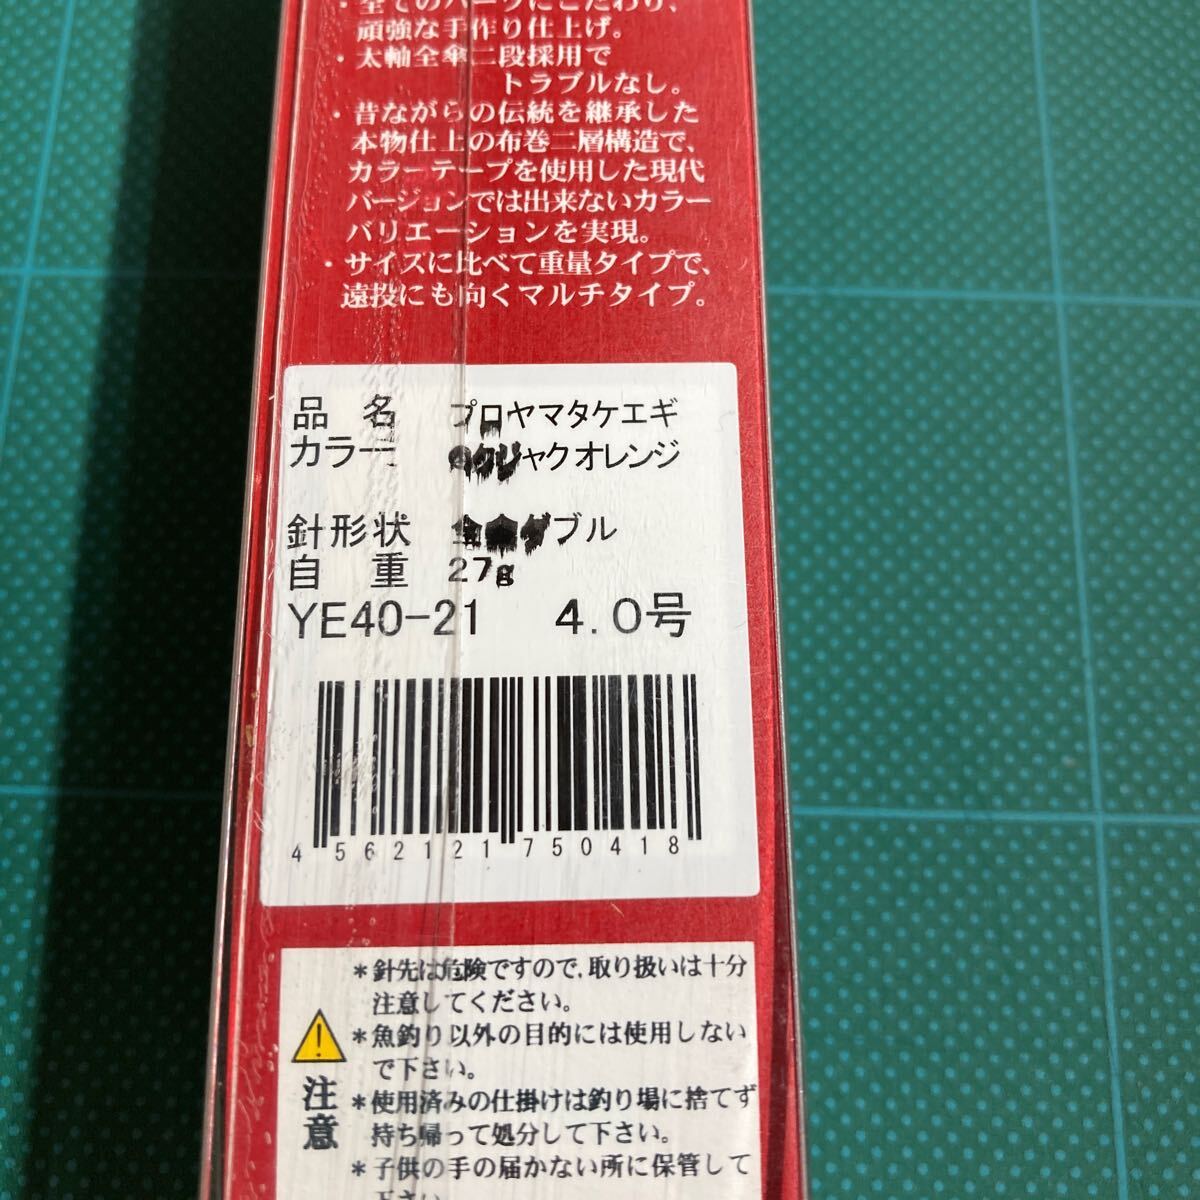 ・全てのパーツにこだわり、
頑強な手作り仕上げ。
・太軸全傘二段採用で
トラブルなし。
・昔ながらの伝統を継承した
本物仕上の布巻二層構造で、
カラーテープを使用した現代
バージョンでは出来ないカラー
バリエーションを実現。
・サイズに比べて重量タイプで、
遠投にも向くマルチタイプ。
品 名 プロヤマタケエギ
カラー クジャクオレンジ
針形状 ダブル
自 重 27g
YE40-21 4.0号
4 562121 750418
＊針先は危険ですので、取り扱いは十分
注意してください。
＊魚釣り以外の目的には使用しない
で下さい。
＊使用済みの仕掛けは釣り場に捨てず
持ち帰って処分して下さい。
＊子供の手の届かない所に保管して
下さい。
注意